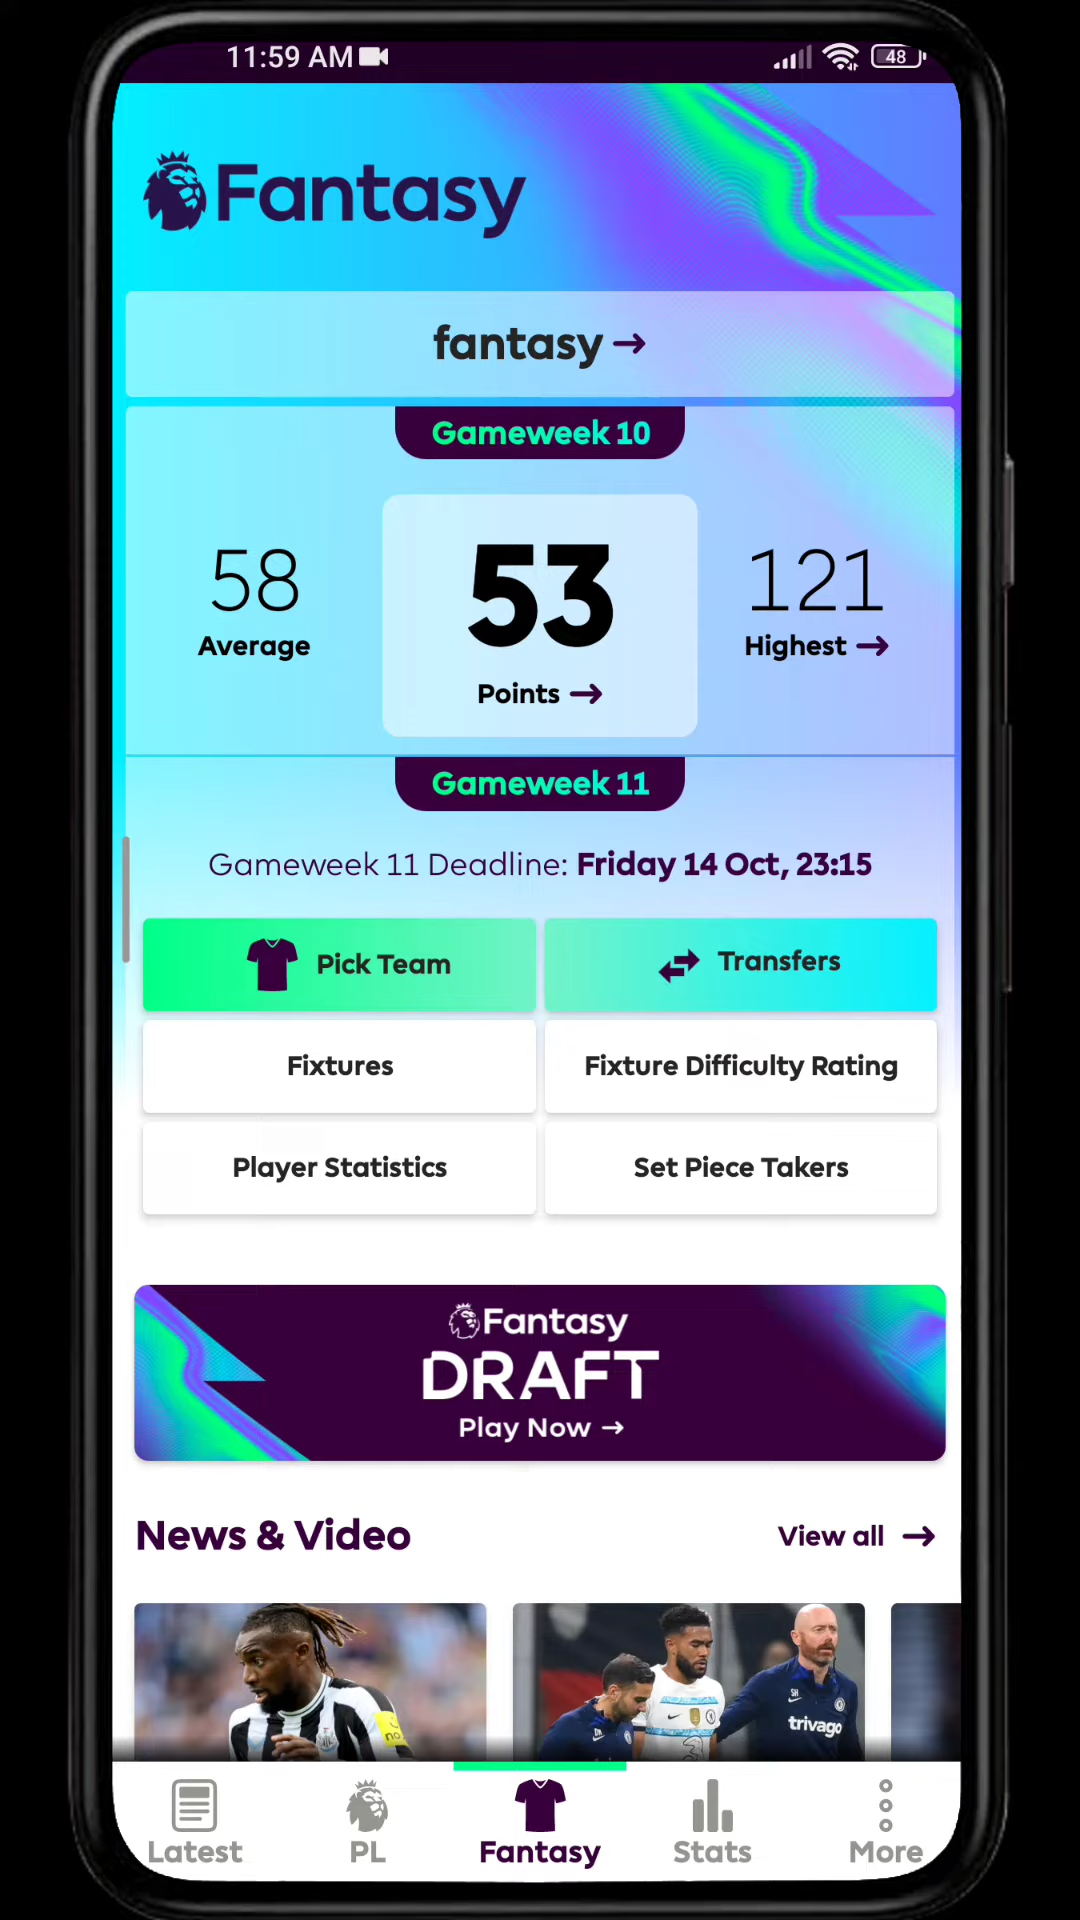 11:59 AM
48
Fantasy
fantasy →
Gameweek 10
58
Average
53
Points →
121
Highest →
Gameweek 11
Gameweek 11 Deadline: Friday 14 Oct, 23:15
Pick Team
Transfers
Fixtures
Fixture Difficulty Rating
Player Statistics
Set Piece Takers
Fantasy
DRAFT
Play Now →
News & Video
View all →
SH
trivago
no
Latest
PL
Fantasy
Stats
More